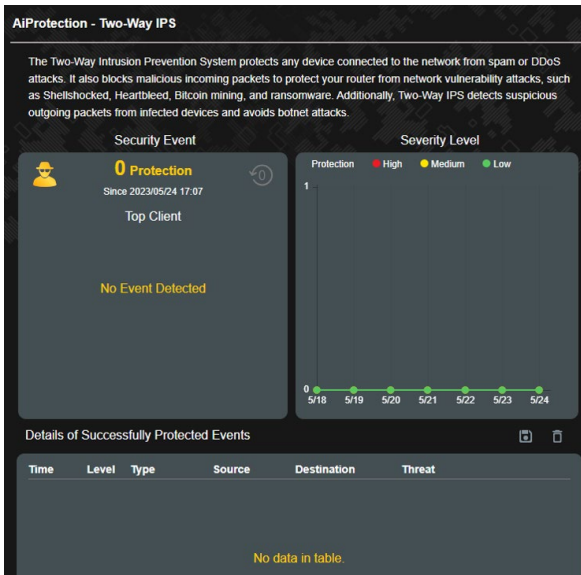 AiProtection - Two-Way IPS
The Two-Way Intrusion Prevention System protects any device connected to the network from spam or DDoS
attacks. It also blocks malicious incoming packets to protect your router from network vulnerability attacks, such
as Shellshocked, Heartbleed, Bitcoin mining, and ransomware. Additionally, Two-Way IPS detects suspicious
outgoing packets from infected devices and avoids botnet attacks.
Security Event
0 Protection
0
Since 2023/05/24 17:07
Top Client
No Event Detected
Severity Level
Protection High Medium Low
1
0
5/18 5/19 5/20 5/21 5/22 5/23 5/24
Details of Successfully Protected Events
Time Level Type Source Destination Threat
No data in table.